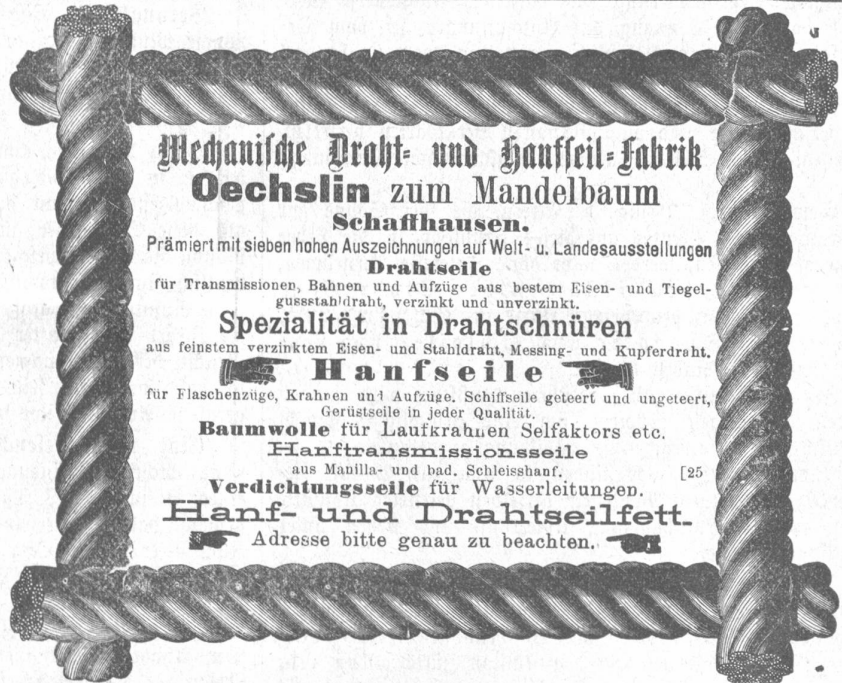 Mechanische Draht- und Hanfseil-Fabrik
Oechslin zum Mandelbaum
Schaffhausen.
Prämiert mit sieben hohen Auszeichnungen auf Welt- u. Landesausstellungen
Drahtseile
für Transmissionen, Bahnen und Aufzüge aus bestem Eisen- und Tiegel-
gussstahldraht, verzinkt und unverzinkt.
Spezialität in Drahtschnüren
aus feinstem verzinktem Eisen- und Stahldraht, Messing- und Kupferdraht.
Hanfseile
für Flaschenzüge, Krahnen und Aufzüge, Schiffseile geteert und ungeteert,
Gerüstseile in jeder Qualität.
Baumwolle für Laufkrahnen Selfaktors etc.
Hanftransmissionsseile
aus Manilla- und bad. Schleisshanf. [25
Verdichtungsseile für Wasserleitungen.
Hanf- und Drahtseilfett.
Adresse bitte genau zu beachten.